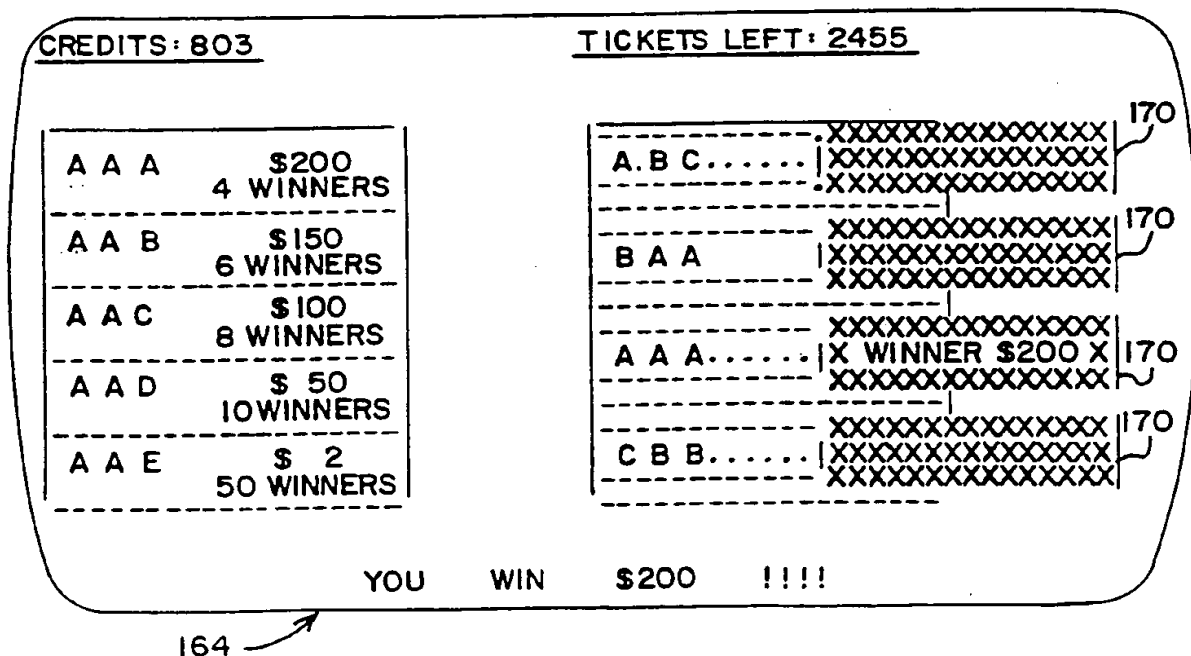 CREDITS: 803
TICKETS LEFT: 2455
A A A $200
4 WINNERS
A A B $150
6 WINNERS
A A C $100
8 WINNERS
A A D $ 50
10 WINNERS
A A E $ 2
50 WINNERS
XXXXXXXXXXXXXXX 170
A.B C...... XXXXXXXXXXXXXXX
XXXXXXXXXXXXXXX
XXXXXXXXXXXXXXX 170
B A A XXXXXXXXXXXXXXX
XXXXXXXXXXXXXXX
XXXXXXXXXXXXXXX
A A A...... X WINNER $200 X 170
XXXXXXXXXXXXXXX
XXXXXXXXXXXXXXX 170
C B B...... XXXXXXXXXXXXXXX
XXXXXXXXXXXXXXX
YOU WIN $200 !!!!
164